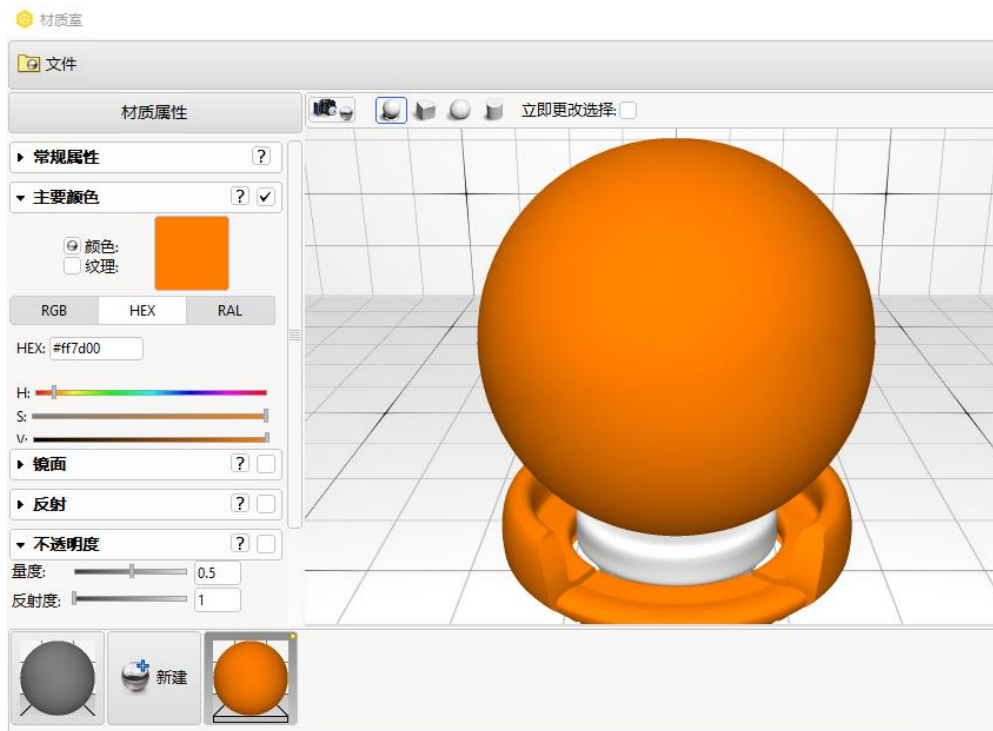 材质室
文件
材质属性
立即更改选择:
常规属性 ?
主要颜色 ?
颜色:
纹理:
RGB HEX RAL
HEX: #ff7d00
H:
S:
V:
镜面 ?
反射 ?
不透明度 ?
量度: 0.5
反射度: 1
新建